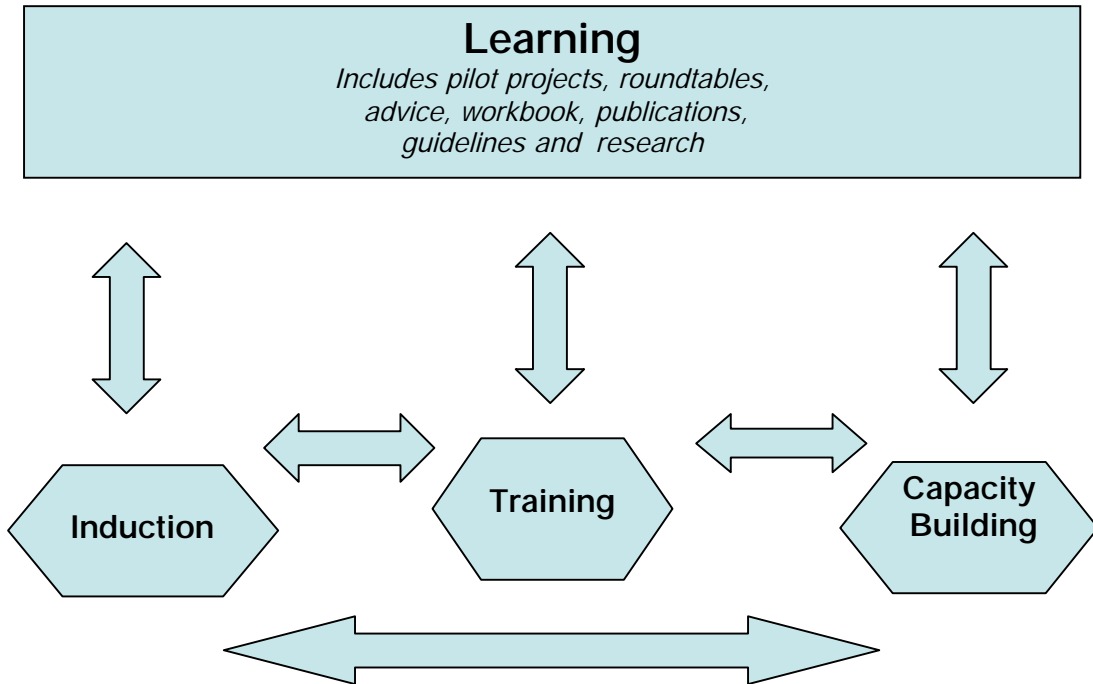 Learning
Includes pilot projects, roundtables,
advice, workbook, publications,
guidelines and research
Induction
Training
Capacity
Building